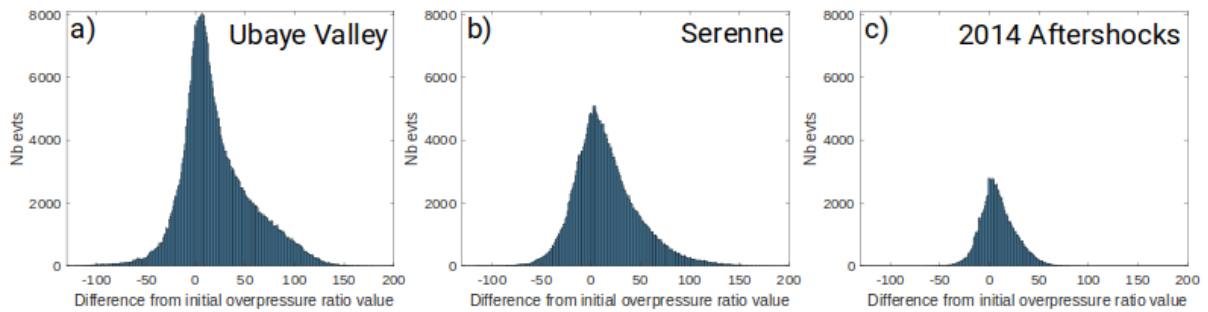 a) Ubaye Valley
8000
6000
4000
2000
0
Nb evts
-100 -50 0 50 100 150 200
Difference from initial overpressure ratio value
b) Serenne
8000
6000
4000
2000
0
Nb evts
-100 -50 0 50 100 150 200
Difference from initial overpressure ratio value
c) 2014 Aftershocks
8000
6000
4000
2000
0
Nb evts
-100 -50 0 50 100 150 200
Difference from initial overpressure ratio value